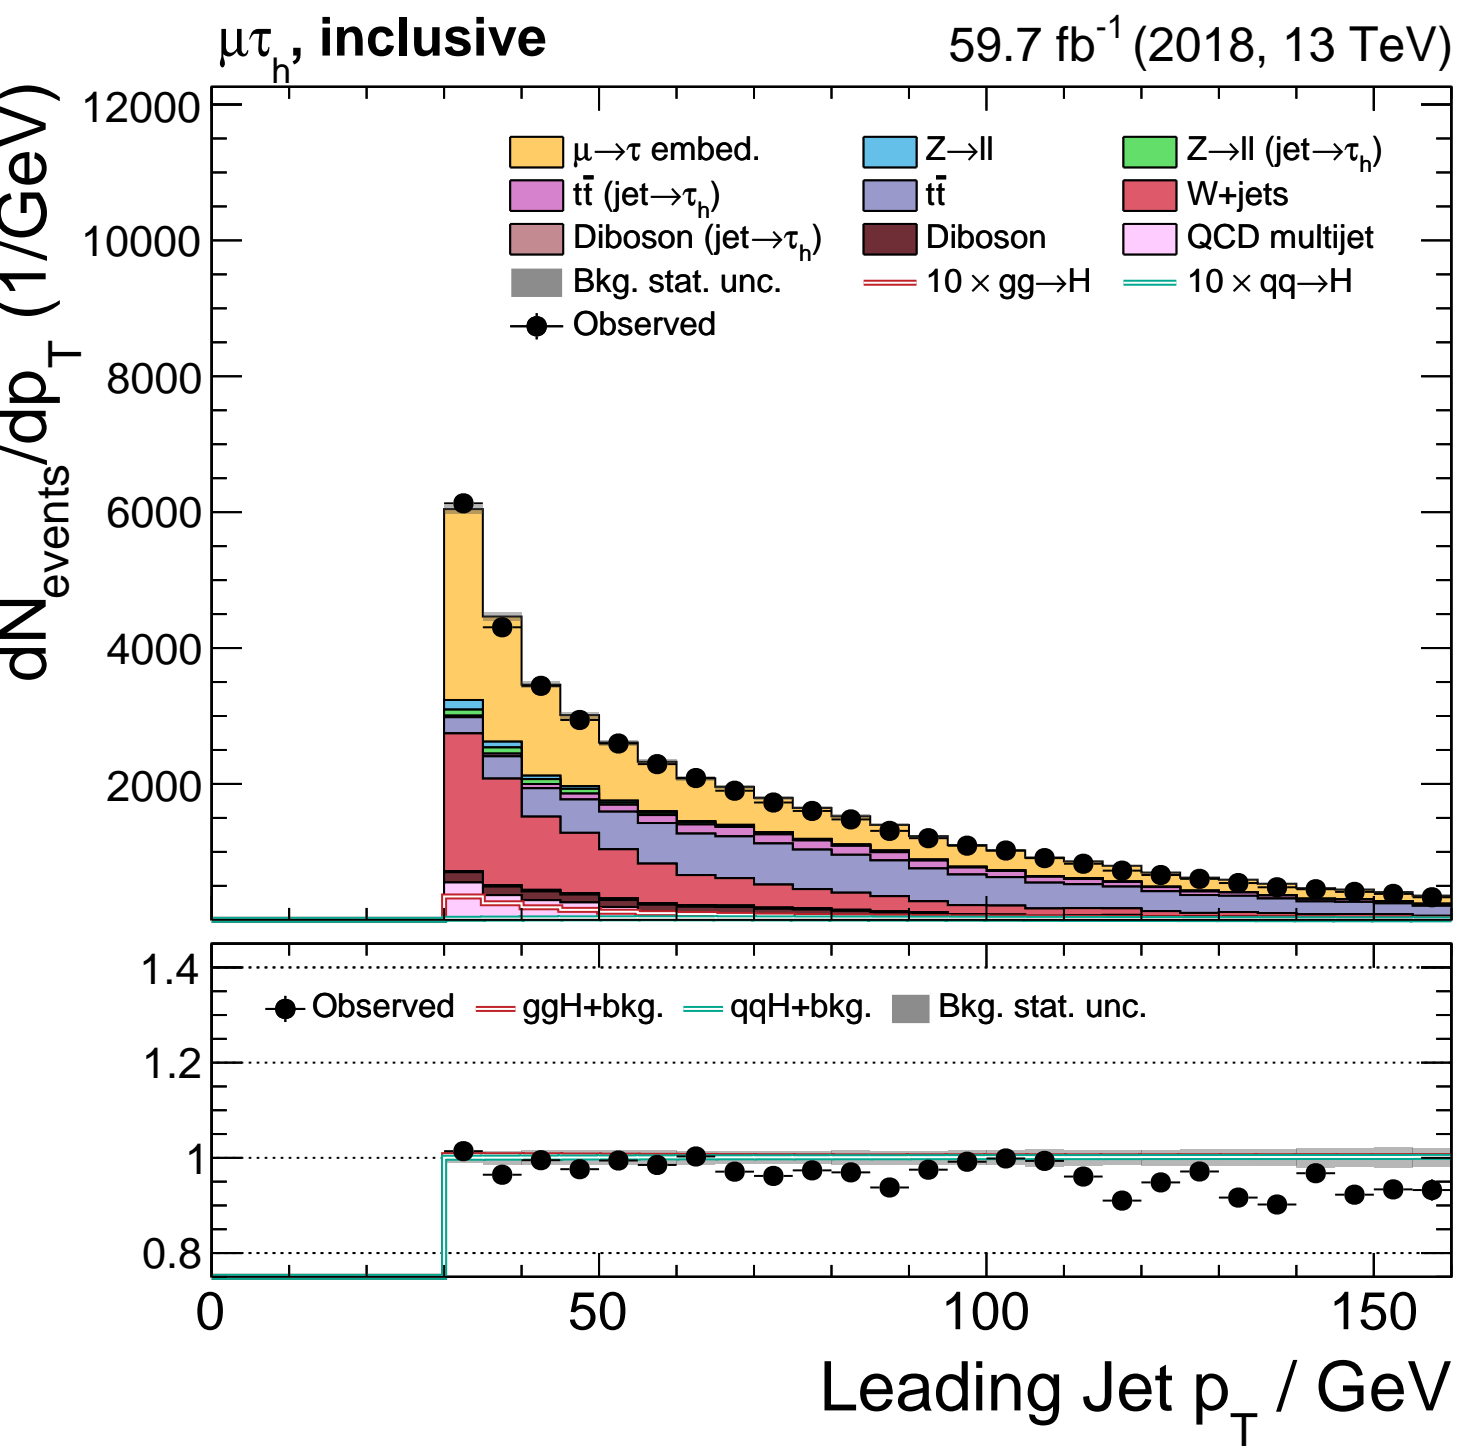 μτh, inclusive
59.7 fb-1 (2018, 13 TeV)
dNevents/dpT (1/GeV)
12000
10000
8000
6000
4000
2000
μ→τ embed.
Z→ll
Z→ll (jet→τh)
tt̄ (jet→τh)
tt̄
W+jets
Diboson (jet→τh)
Diboson
QCD multijet
Bkg. stat. unc.
10 × gg→H
10 × qq→H
Observed
1.4
1.2
1
0.8
Observed
ggH+bkg.
qqH+bkg.
Bkg. stat. unc.
0
50
100
150
Leading Jet pT / GeV